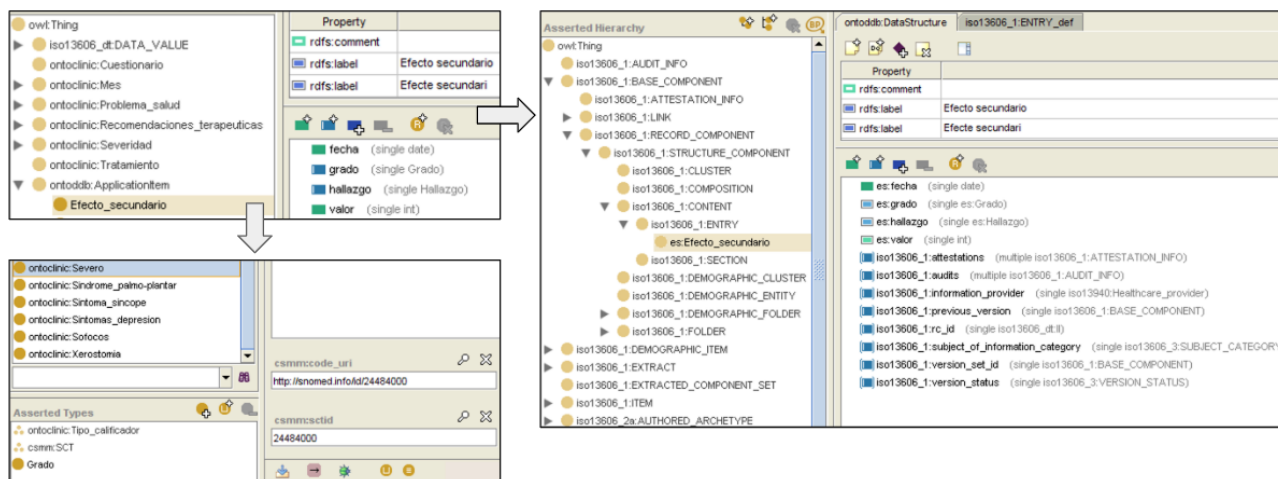 owl:Thing
iso13606_dt:DATA_VALUE
ontoclinic:Cuestionario
ontoclinic:Mes
ontoclinic:Problema_salud
ontoclinic:Recomendaciones_terapeuticas
ontoclinic:Severidad
ontoclinic:Tratamiento
ontoddb:ApplicationItem
Efecto_secundario
Property
rdfs:comment
rdfs:label Efecto secundario
rdfs:label Efecte secundari
fecha (single date)
grado (single Grado)
hallazgo (single Hallazgo)
valor (single int)
ontoclinic:Severo
ontoclinic:Sindrome_palmo-plantar
ontoclinic:Sintoma_sincope
ontoclinic:Sintomas_depresion
ontoclinic:Sofocos
ontoclinic:Xerostomia
Asserted Types
ontoclinic:Tipo_calificador
csmm:SCT
Grado
csmm:code_uri
http://snomed.info/id/24484000
csmm:sctid
24484000
Asserted Hierarchy
owl:Thing
iso13606_1:AUDIT_INFO
iso13606_1:BASE_COMPONENT
iso13606_1:ATTESTATION_INFO
iso13606_1:LINK
iso13606_1:RECORD_COMPONENT
iso13606_1:STRUCTURE_COMPONENT
iso13606_1:CLUSTER
iso13606_1:COMPOSITION
iso13606_1:CONTENT
iso13606_1:ENTRY
es:Efecto_secundario
iso13606_1:SECTION
iso13606_1:DEMOGRAPHIC_CLUSTER
iso13606_1:DEMOGRAPHIC_ENTITY
iso13606_1:DEMOGRAPHIC_FOLDER
iso13606_1:FOLDER
iso13606_1:DEMOGRAPHIC_ITEM
iso13606_1:EXTRACT
iso13606_1:EXTRACTED_COMPONENT_SET
iso13606_1:ITEM
iso13606_2a:AUTHORED_ARCHETYPE
ontoddb:DataStructure iso13606_1:ENTRY_def
Property
rdfs:comment
rdfs:label Efecto secundario
rdfs:label Efecte secundari
es:fecha (single date)
es:grado (single es:Grado)
es:hallazgo (single es:Hallazgo)
es:valor (single int)
iso13606_1:attestations (multiple iso13606_1:ATTESTATION_INFO)
iso13606_1:audits (multiple iso13606_1:AUDIT_INFO)
iso13606_1:information_provider (single iso13940:Healthcare_provider)
iso13606_1:previous_version (single iso13606_1:BASE_COMPONENT)
iso13606_1:rc_id (single iso13606_dt:II)
iso13606_1:subject_of_information_category (single iso13606_3:SUBJECT_CATEGORY
iso13606_1:version_set_id (single iso13606_1:BASE_COMPONENT)
iso13606_1:version_status (single iso13606_3:VERSION_STATUS)